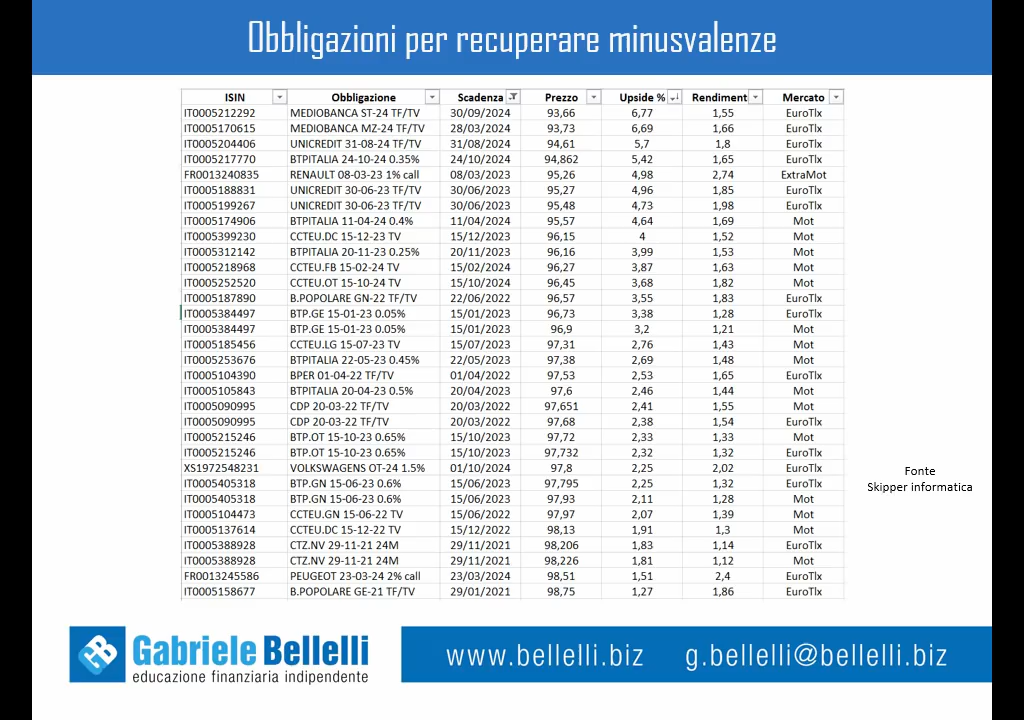 Obbligazioni per recuperare minusvalenze
ISIN Obbligazione Scadenza Prezzo Upside % Rendiment Mercato
IT0005212292 MEDIOBANCA ST-24 TF/TV 30/09/2024 93,66 6,77 1,55 EuroTlx
IT0005170615 MEDIOBANCA MZ-24 TF/TV 28/03/2024 93,73 6,69 1,66 EuroTlx
IT0005204406 UNICREDIT 31-08-24 TF/TV 31/08/2024 94,61 5,7 1,8 EuroTlx
IT0005217770 BTPITALIA 24-10-24 0.35% 24/10/2024 94,862 5,42 1,65 EuroTlx
FR0013240835 RENAULT 08-03-23 1% call 08/03/2023 95,26 4,98 2,74 ExtraMot
IT0005188831 UNICREDIT 30-06-23 TF/TV 30/06/2023 95,27 4,96 1,85 EuroTlx
IT0005199267 UNICREDIT 30-06-23 TF/TV 30/06/2023 95,48 4,73 1,98 EuroTlx
IT0005174906 BTPITALIA 11-04-24 0.4% 11/04/2024 95,57 4,64 1,69 Mot
IT0005399230 CCTEU.DC 15-12-23 TV 15/12/2023 96,15 4 1,52 Mot
IT0005312142 BTPITALIA 20-11-23 0.25% 20/11/2023 96,16 3,99 1,53 Mot
IT0005218968 CCTEU.FB 15-02-24 TV 15/02/2024 96,27 3,87 1,63 Mot
IT0005252520 CCTEU.OT 15-10-24 TV 15/10/2024 96,45 3,68 1,82 Mot
IT0005187890 B.POPOLARE GN-22 TF/TV 22/06/2022 96,57 3,55 1,83 EuroTlx
IT0005384497 BTP.GE 15-01-23 0.05% 15/01/2023 96,73 3,38 1,28 EuroTlx
IT0005384497 BTP.GE 15-01-23 0.05% 15/01/2023 96,9 3,2 1,21 Mot
IT0005185456 CCTEU.LG 15-07-23 TV 15/07/2023 97,31 2,76 1,43 Mot
IT0005253676 BTPITALIA 22-05-23 0.45% 22/05/2023 97,38 2,69 1,48 Mot
IT0005104390 BPER 01-04-22 TF/TV 01/04/2022 97,53 2,53 1,65 EuroTlx
IT0005105843 BTPITALIA 20-04-23 0.5% 20/04/2023 97,6 2,46 1,44 Mot
IT0005090995 CDP 20-03-22 TF/TV 20/03/2022 97,651 2,41 1,55 Mot
IT0005090995 CDP 20-03-22 TF/TV 20/03/2022 97,68 2,38 1,54 EuroTlx
IT0005215246 BTP.OT 15-10-23 0.65% 15/10/2023 97,72 2,33 1,33 Mot
IT0005215246 BTP.OT 15-10-23 0.65% 15/10/2023 97,732 2,32 1,32 EuroTlx
XS1972548231 VOLKSWAGENS OT-24 1.5% 01/10/2024 97,8 2,25 2,02 EuroTlx
IT0005405318 BTP.GN 15-06-23 0.6% 15/06/2023 97,795 2,25 1,32 EuroTlx
IT0005405318 BTP.GN 15-06-23 0.6% 15/06/2023 97,93 2,11 1,28 Mot
IT0005104473 CCTEU.GN 15-06-22 TV 15/06/2022 97,97 2,07 1,39 Mot
IT0005137614 CCTEU.DC 15-12-22 TV 15/12/2022 98,13 1,91 1,3 Mot
IT0005388928 CTZ.NV 29-11-21 24M 29/11/2021 98,206 1,83 1,14 EuroTlx
IT0005388928 CTZ.NV 29-11-21 24M 29/11/2021 98,226 1,81 1,12 Mot
FR0013245586 PEUGEOT 23-03-24 2% call 23/03/2024 98,51 1,51 2,4 EuroTlx
IT0005158677 B.POPOLARE GE-21 TF/TV 29/01/2021 98,75 1,27 1,86 EuroTlx
Fonte
Skipper informatica
Gabriele Bellelli
educazione finanziaria indipendente
www.bellelli.biz g.bellelli@bellelli.biz